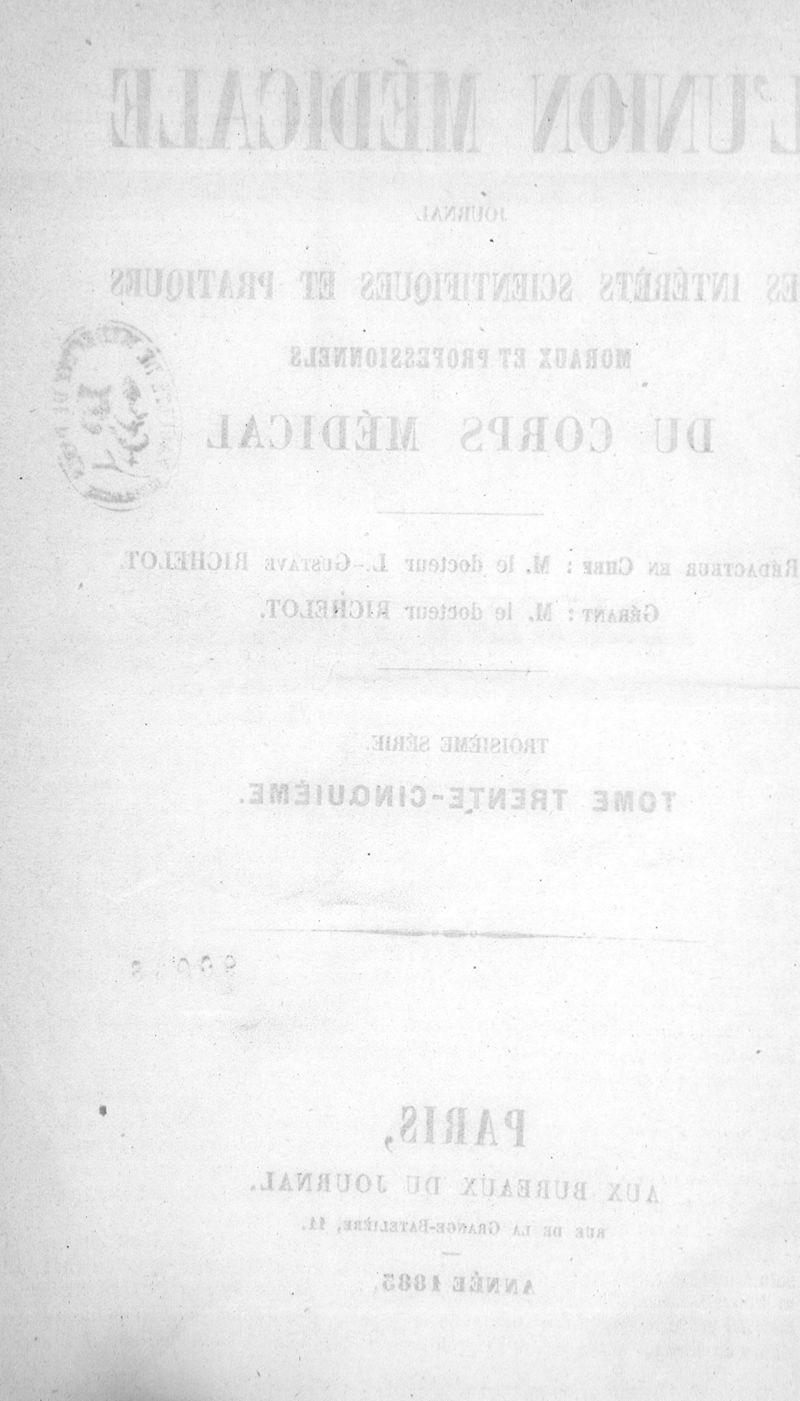 L'UNION MÉDICALE
JOURNAL
ES INTÉRÊTS SCIENTIFIQUES ET PRATIQUES
MORAUX ET PROFESSIONNELS
DU CORPS MÉDICAL
RÉDACTEUR EN CHEF : M. le docteur L.-GUSTAVE RICHELOT.
GÉRANT : M. le docteur RICHELOT.
TROISIÈME SÉRIE.
TOME TRENTE-CINQUIÈME.
PARIS,
AUX BUREAUX DU JOURNAL.
RUE DE LA GRANGE-BATELIÈRE, 11.
ANNÉE 1883.